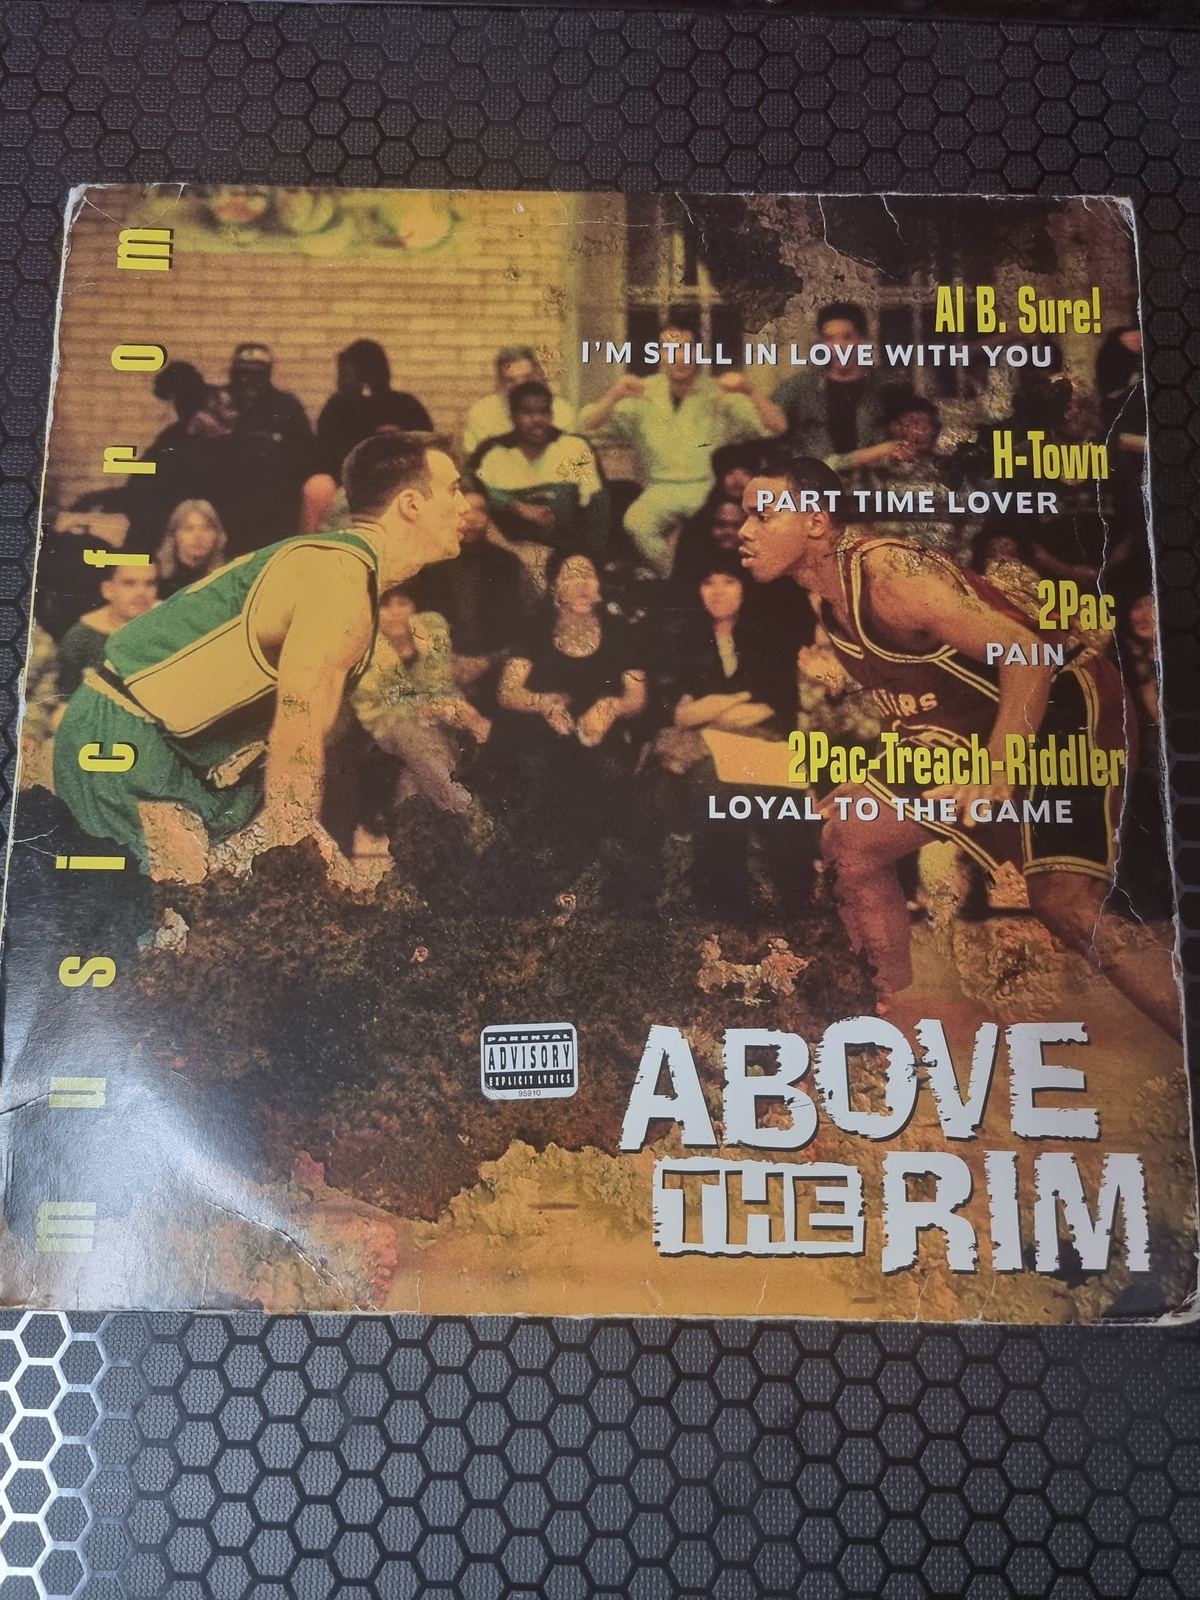 music from
Al B. Sure!
I'M STILL IN LOVE WITH YOU
H-Town
PART TIME LOVER
2Pac
PAIN
2Pac-Treach-Riddler
LOYAL TO THE GAME
PARENTAL
ADVISORY
EXPLICIT LYRICS
95910
ABOVE
THE RIM